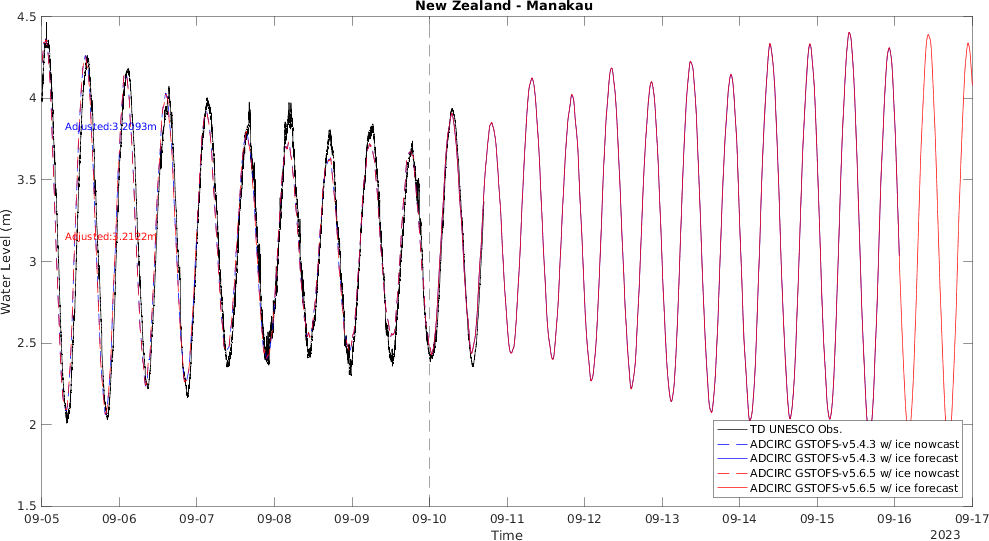 New Zealand - Manakau
4.5
4
3.5
3
2.5
2
1.5
Water Level (m)
Adjusted:3.2093m
Adjusted:3.2122m
TD UNESCO Obs.
ADCIRC GSTOFS-v5.4.3 w/ ice nowcast
ADCIRC GSTOFS-v5.4.3 w/ ice forecast
ADCIRC GSTOFS-v5.6.5 w/ ice nowcast
ADCIRC GSTOFS-v5.6.5 w/ ice forecast
09-05 09-06 09-07 09-08 09-09 09-10 09-11 09-12 09-13 09-14 09-15 09-16 09-17
Time
2023